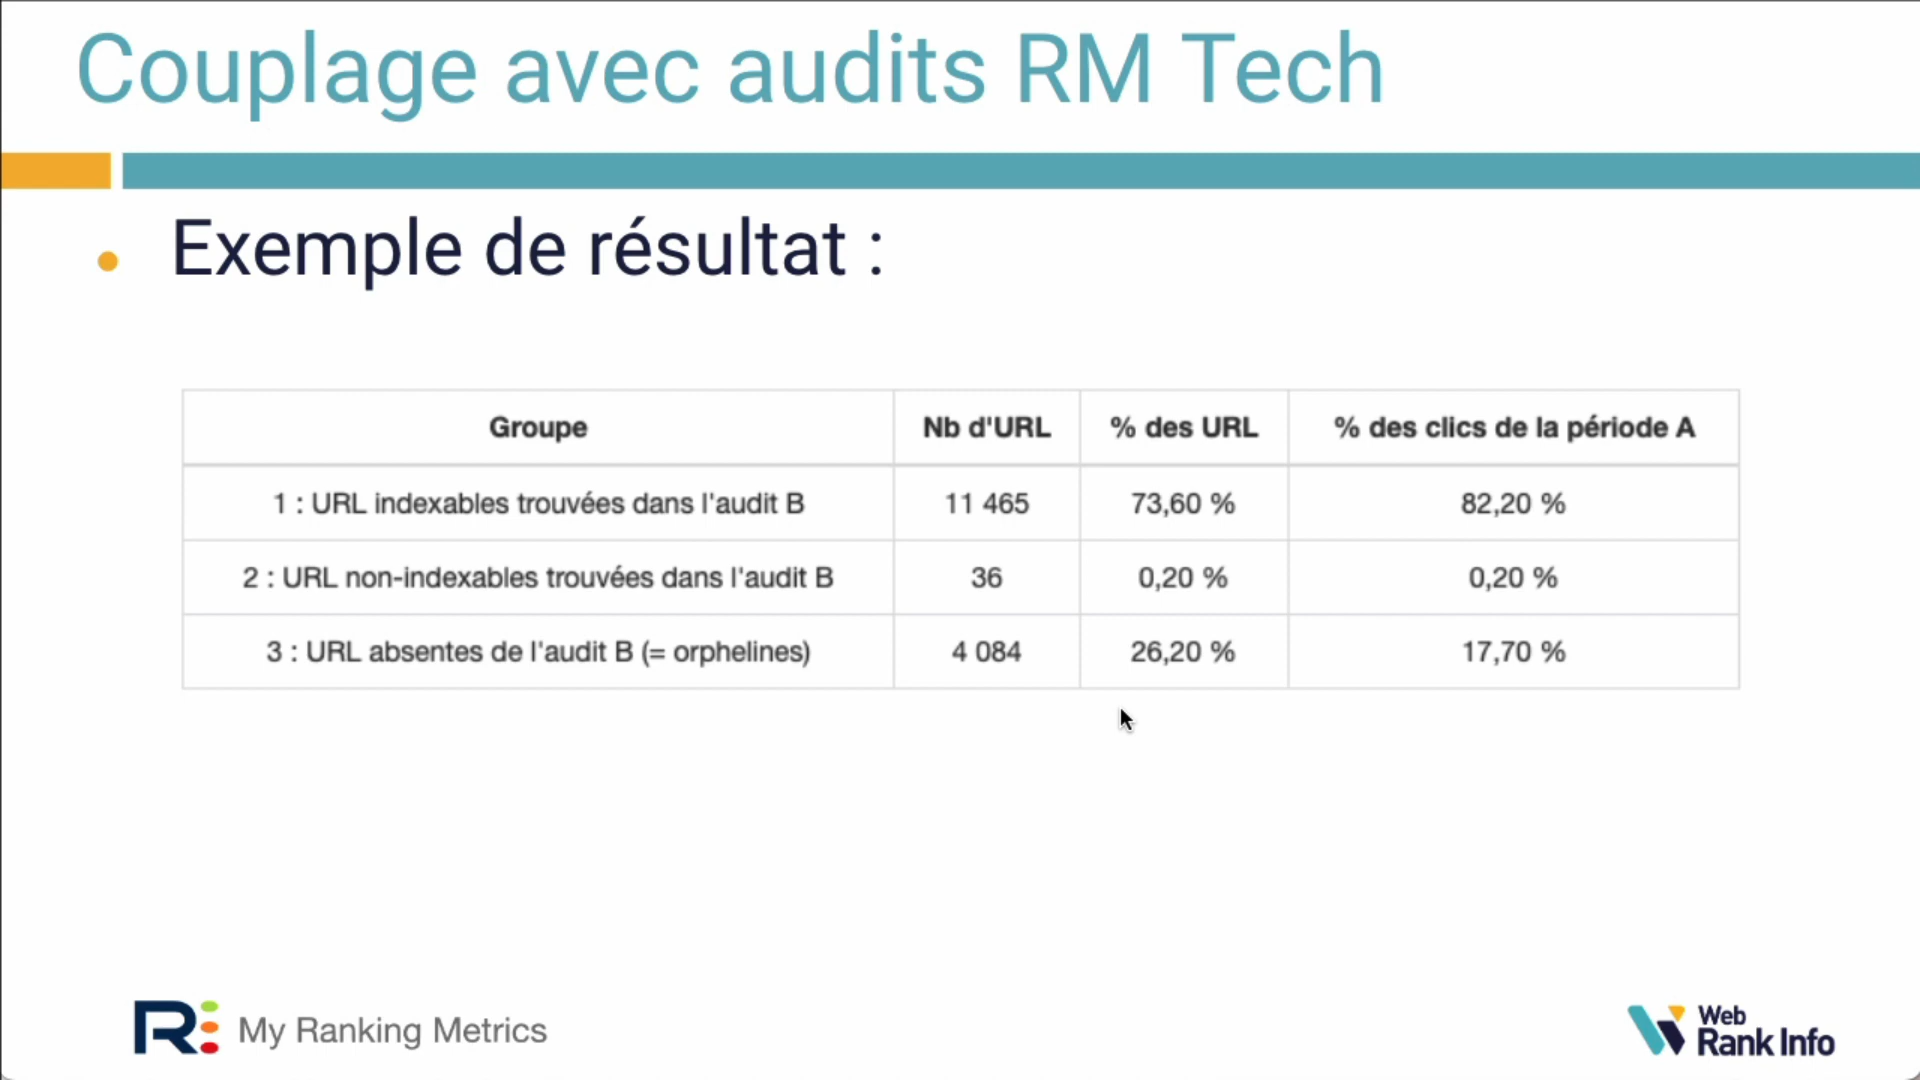 Couplage avec audits RM Tech
• Exemple de résultat :
Groupe Nb d'URL % des URL % des clics de la période A
1 : URL indexables trouvées dans l'audit B 11 465 73,60 % 82,20 %
2 : URL non-indexables trouvées dans l'audit B 36 0,20 % 0,20 %
3 : URL absentes de l'audit B (= orphelines) 4 084 26,20 % 17,70 %
R My Ranking Metrics
Web
Rank Info